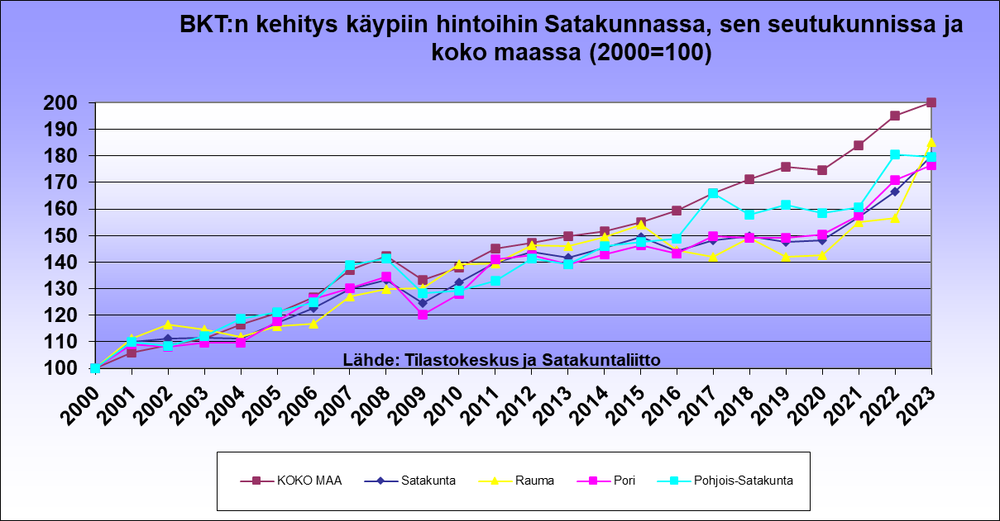 BKT:n kehitys käypiin hintoihin Satakunnassa, sen seutukunnissa ja
koko maassa (2000=100)
200
190
180
170
160
150
140
130
120
110
100
Lähde: Tilastokeskus ja Satakuntaliitto
2000 2001 2002 2003 2004 2005 2006 2007 2008 2009 2010 2011 2012 2013 2014 2015 2016 2017 2018 2019 2020 2021 2022 2023
KOKO MAA Satakunta Rauma Pori Pohjois-Satakunta